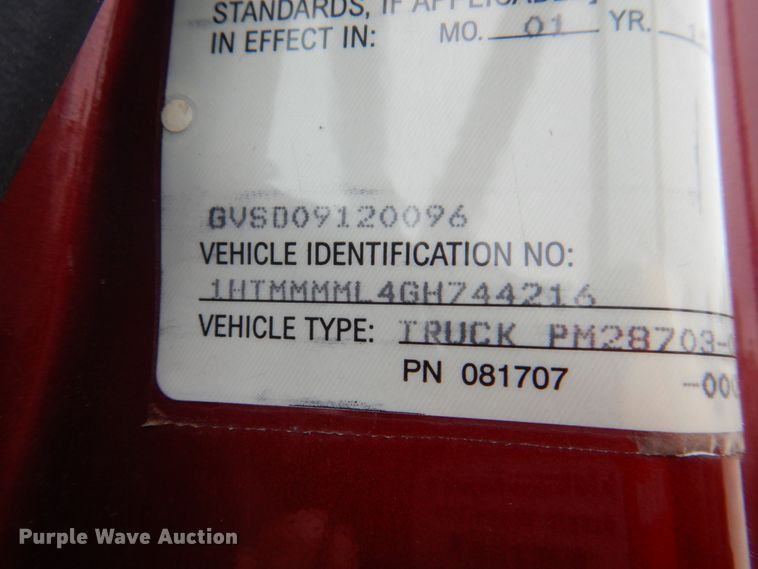 STANDARDS, IF APPLICABLE,
IN EFFECT IN: MO. 01 YR.
GVSD09120096
VEHICLE IDENTIFICATION NO:
1HTMMMML4GH744216
VEHICLE TYPE: TRUCK PM28703-
PN 081707 -000
Purple Wave Auction